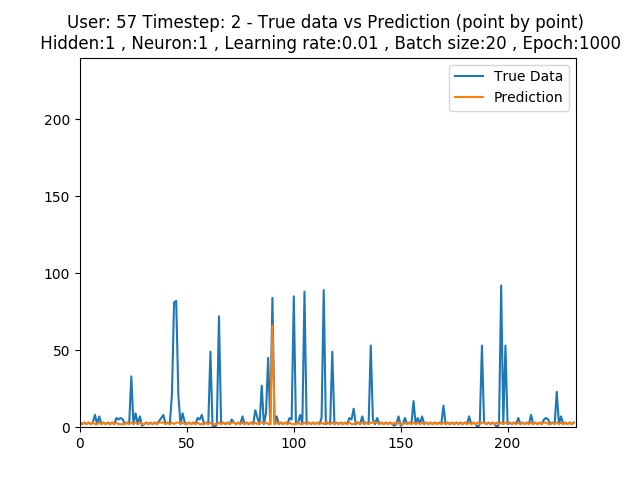 User: 57 Timestep: 2 - True data vs Prediction (point by point)
Hidden:1 , Neuron:1 , Learning rate:0.01 , Batch size:20 , Epoch:1000
True Data
Prediction
200
150
100
50
0
0 50 100 150 200